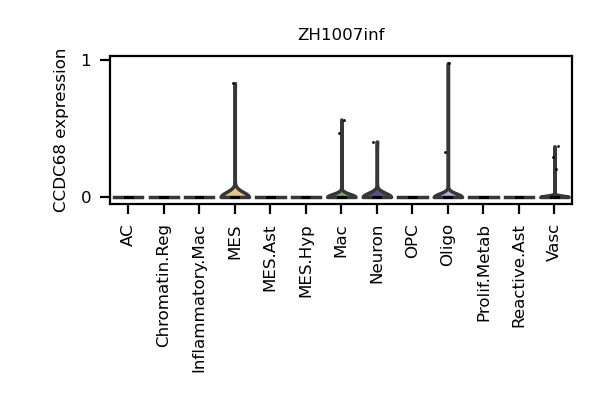 ZH1007inf
CCDC68 expression
1
0
AC
Chromatin.Reg
Inflammatory.Mac
MES
MES.Ast
MES.Hyp
Mac
Neuron
OPC
Oligo
Prolif.Metab
Reactive.Ast
Vasc